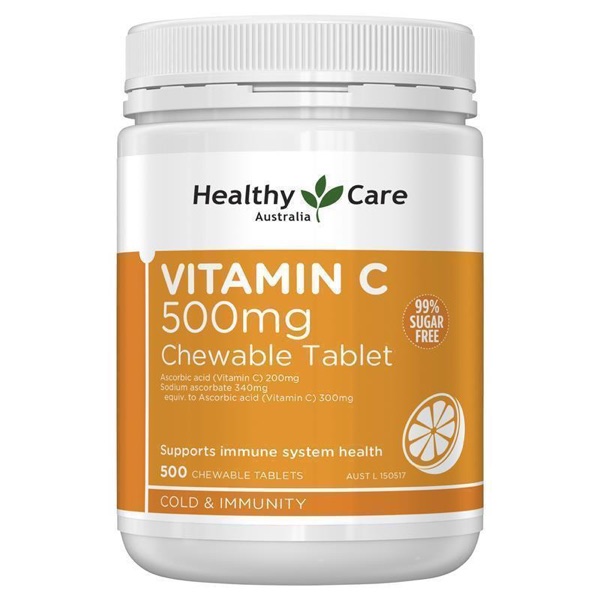 Healthy Care
Australia
VITAMIN C
500mg
Chewable Tablet
99%
SUGAR
FREE
Ascorbic acid (Vitamin C) 200mg
Sodium ascorbate 340mg
equiv. to Ascorbic acid (Vitamin C) 300mg
Supports immune system health
500 CHEWABLE TABLETS
AUST L 150517
COLD & IMMUNITY